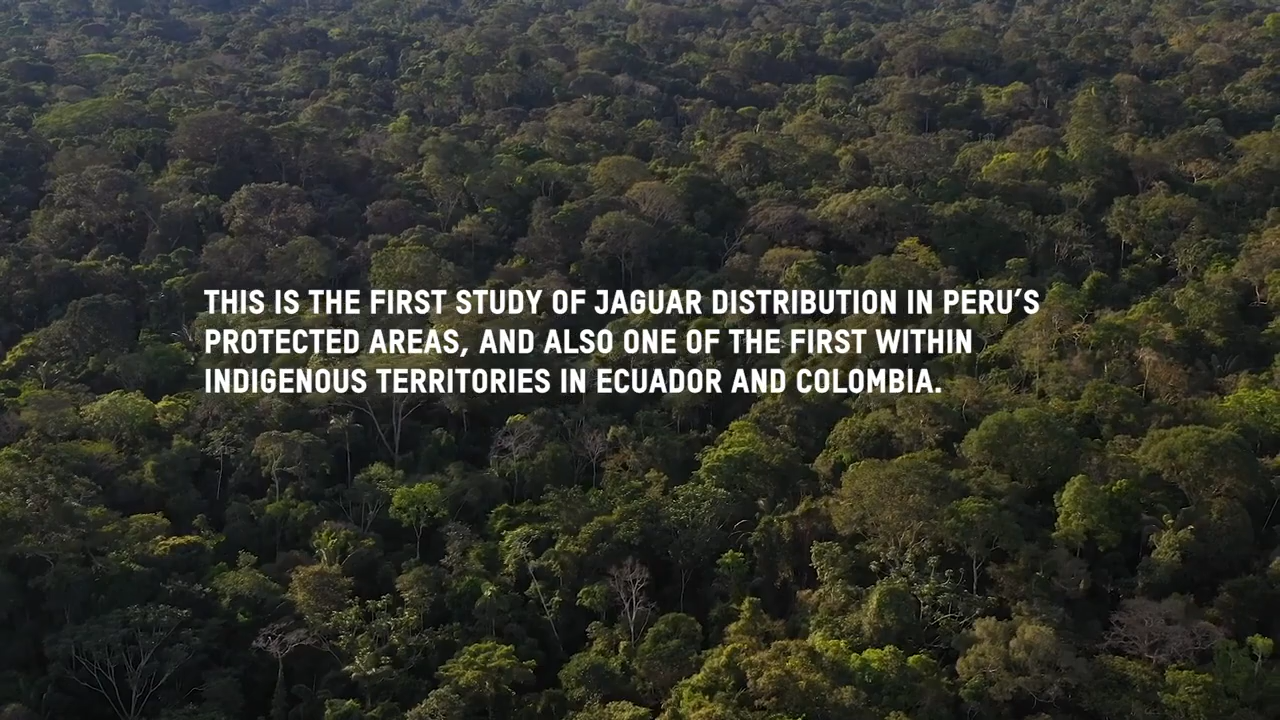 THIS IS THE FIRST STUDY OF JAGUAR DISTRIBUTION IN PERU’S
PROTECTED AREAS, AND ALSO ONE OF THE FIRST WITHIN
INDIGENOUS TERRITORIES IN ECUADOR AND COLOMBIA.